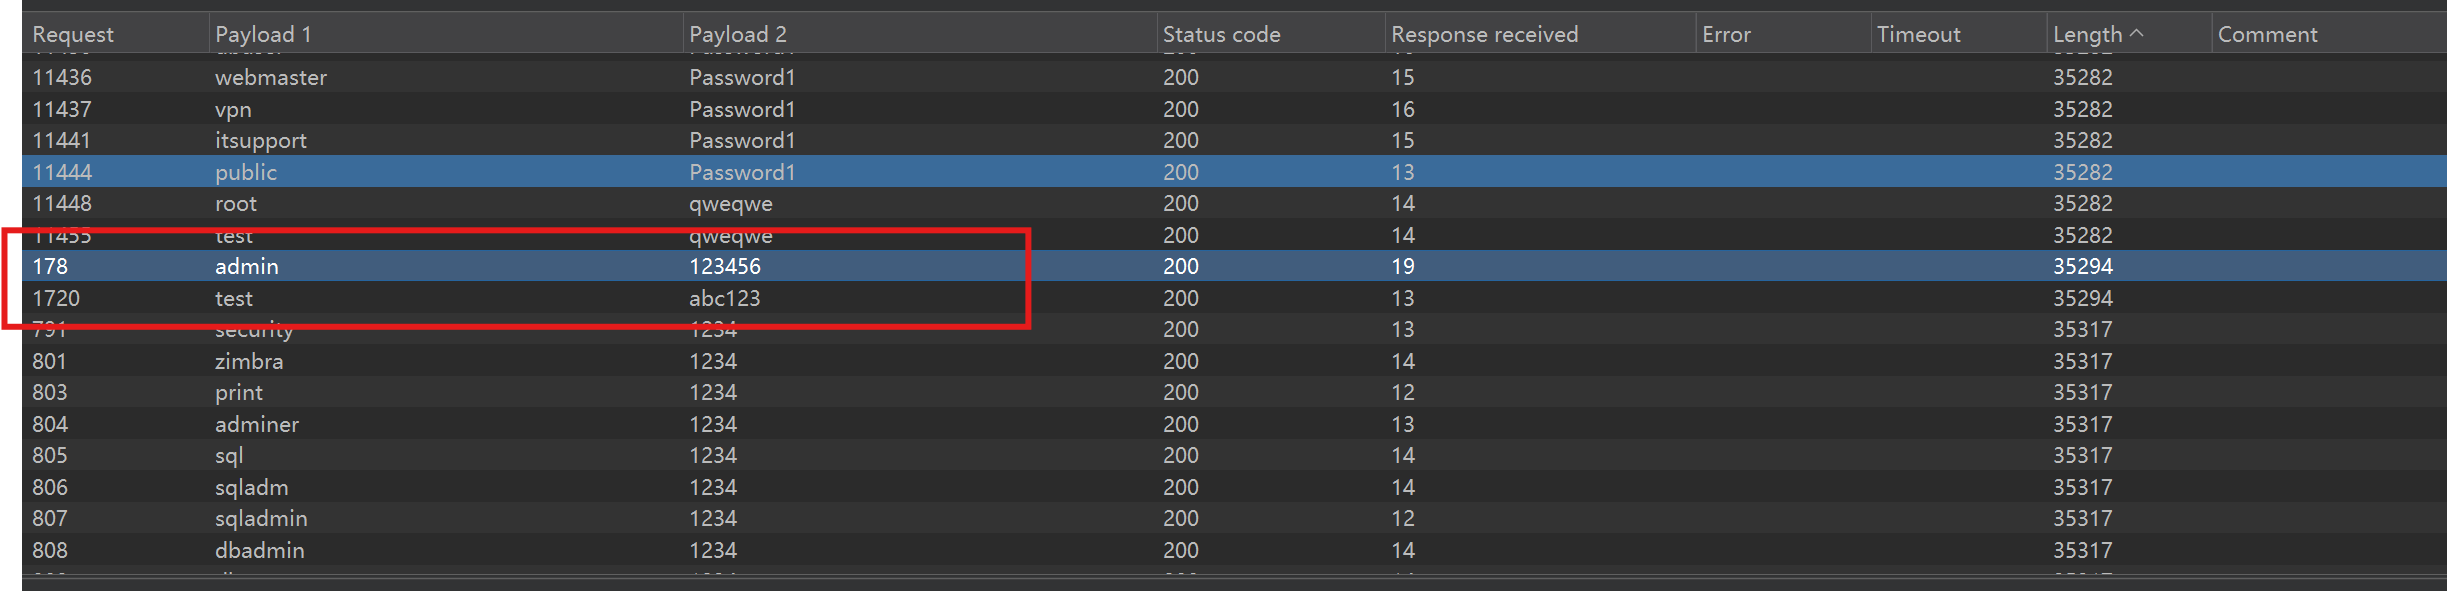 Request Payload 1 Payload 2 Status code Response received Error Timeout Length Comment
11436 webmaster Password1 200 15 35282
11437 vpn Password1 200 16 35282
11441 itsupport Password1 200 15 35282
11444 public Password1 200 13 35282
11448 root qweqwe 200 14 35282
11455 test qweqwe 200 14 35282
178 admin 123456 200 19 35294
1720 test abc123 200 13 35294
791 security 1234 200 13 35317
801 zimbra 1234 200 14 35317
803 print 1234 200 12 35317
804 adminer 1234 200 13 35317
805 sql 1234 200 14 35317
806 sqladm 1234 200 14 35317
807 sqladmin 1234 200 12 35317
808 dbadmin 1234 200 14 35317